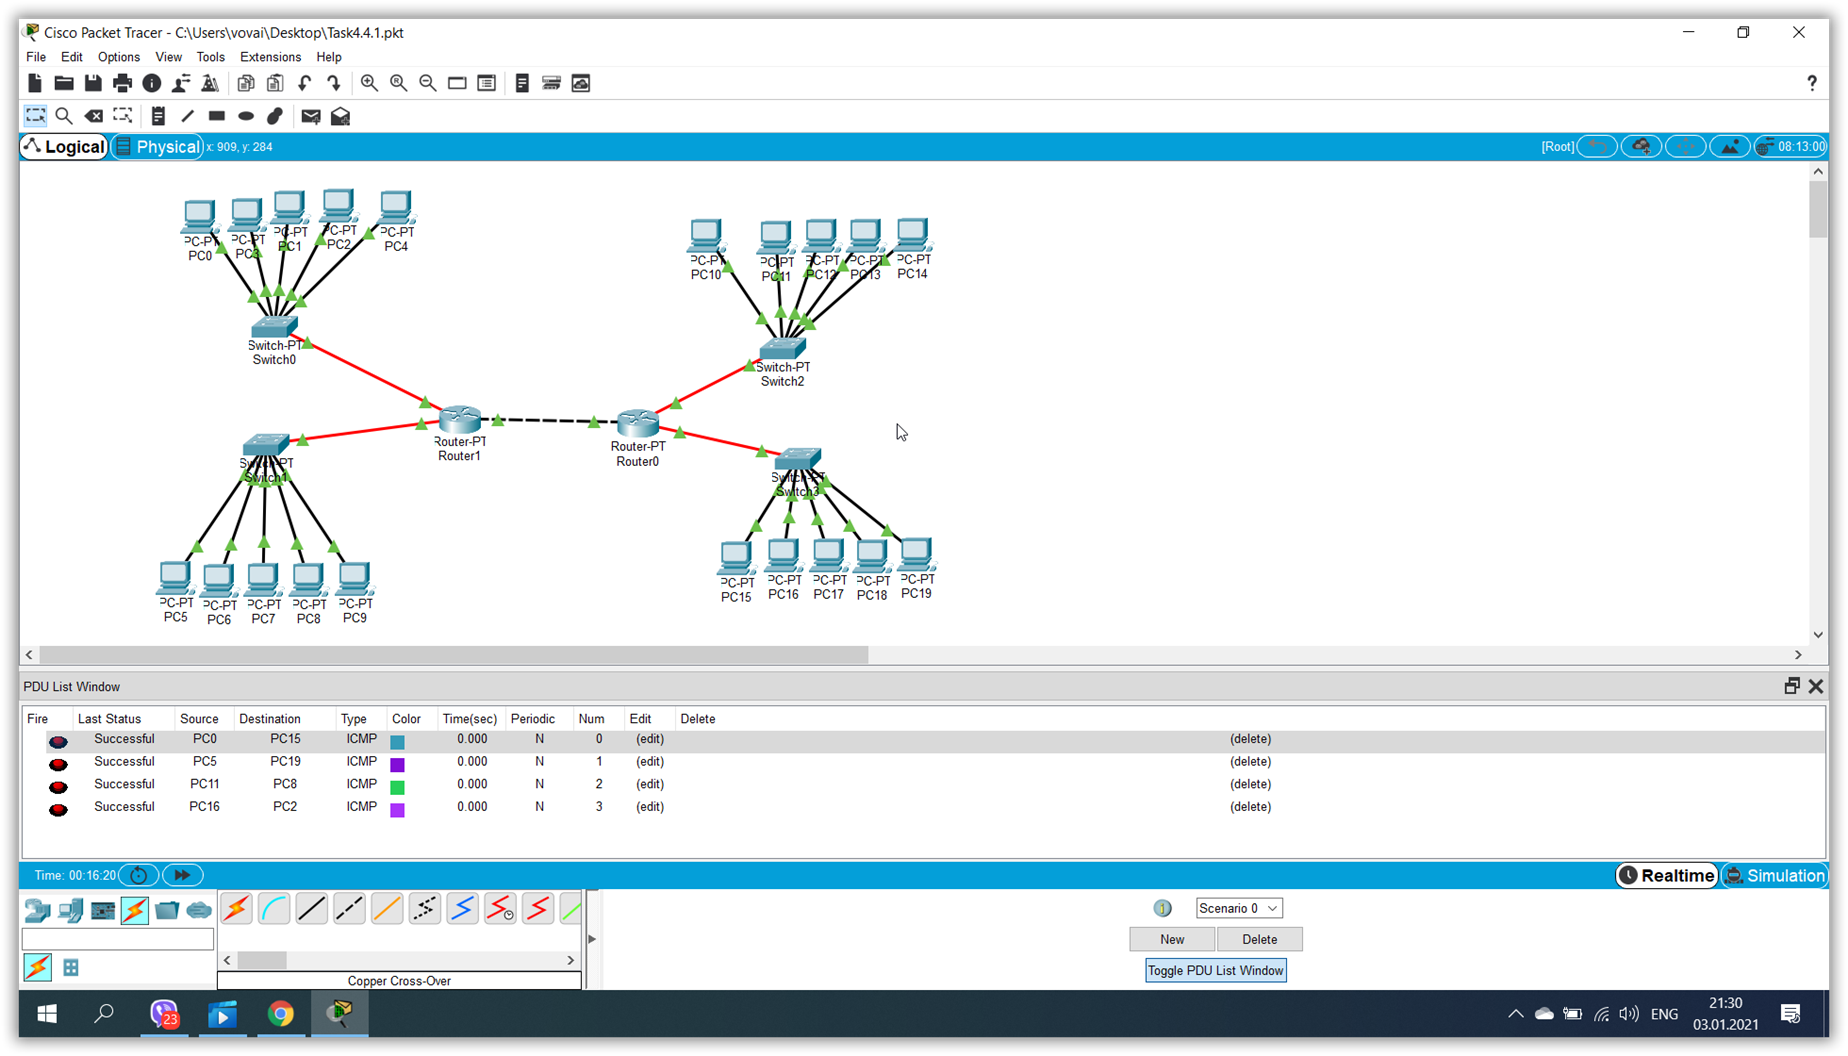 Cisco Packet Tracer - C:\Users\vovai\Desktop\Task4.4.1.pkt
File Edit Options View Tools Extensions Help
?
Logical Physical x: 909, y: 284 [Root] 08:13:00
PC-PT PC0
PC-PT PC3
PC-PT PC1
PC-PT PC2
PC-PT PC4
PC-PT PC10
PC-PT PC11
PC-PT PC12
PC-PT PC13
PC-PT PC14
Switch-PT Switch0
Switch-PT Switch2
Router-PT Router1
Router-PT Router0
Switch-PT Switch1
Switch-PT Switch3
PC-PT PC5
PC-PT PC6
PC-PT PC7
PC-PT PC8
PC-PT PC9
PC-PT PC15
PC-PT PC16
PC-PT PC17
PC-PT PC18
PC-PT PC19
PDU List Window
Fire Last Status Source Destination Type Color Time(sec) Periodic Num Edit Delete
Successful PC0 PC15 ICMP 0.000 N 0 (edit) (delete)
Successful PC5 PC19 ICMP 0.000 N 1 (edit) (delete)
Successful PC11 PC8 ICMP 0.000 N 2 (edit) (delete)
Successful PC16 PC2 ICMP 0.000 N 3 (edit) (delete)
Time: 00:16:20 Realtime Simulation
Scenario 0
New Delete
Toggle PDU List Window
Copper Cross-Over
23
ENG
21:30
03.01.2021